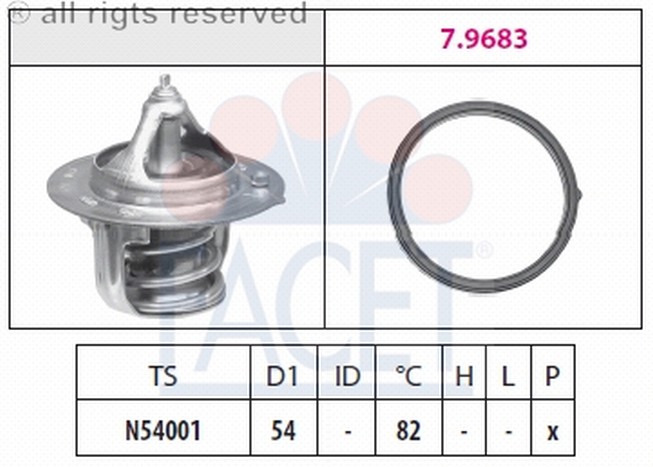 ® all rigts reserved
7.9683
FACET®
TS D1 ID °C H L P
N54001 54 - 82 - - x